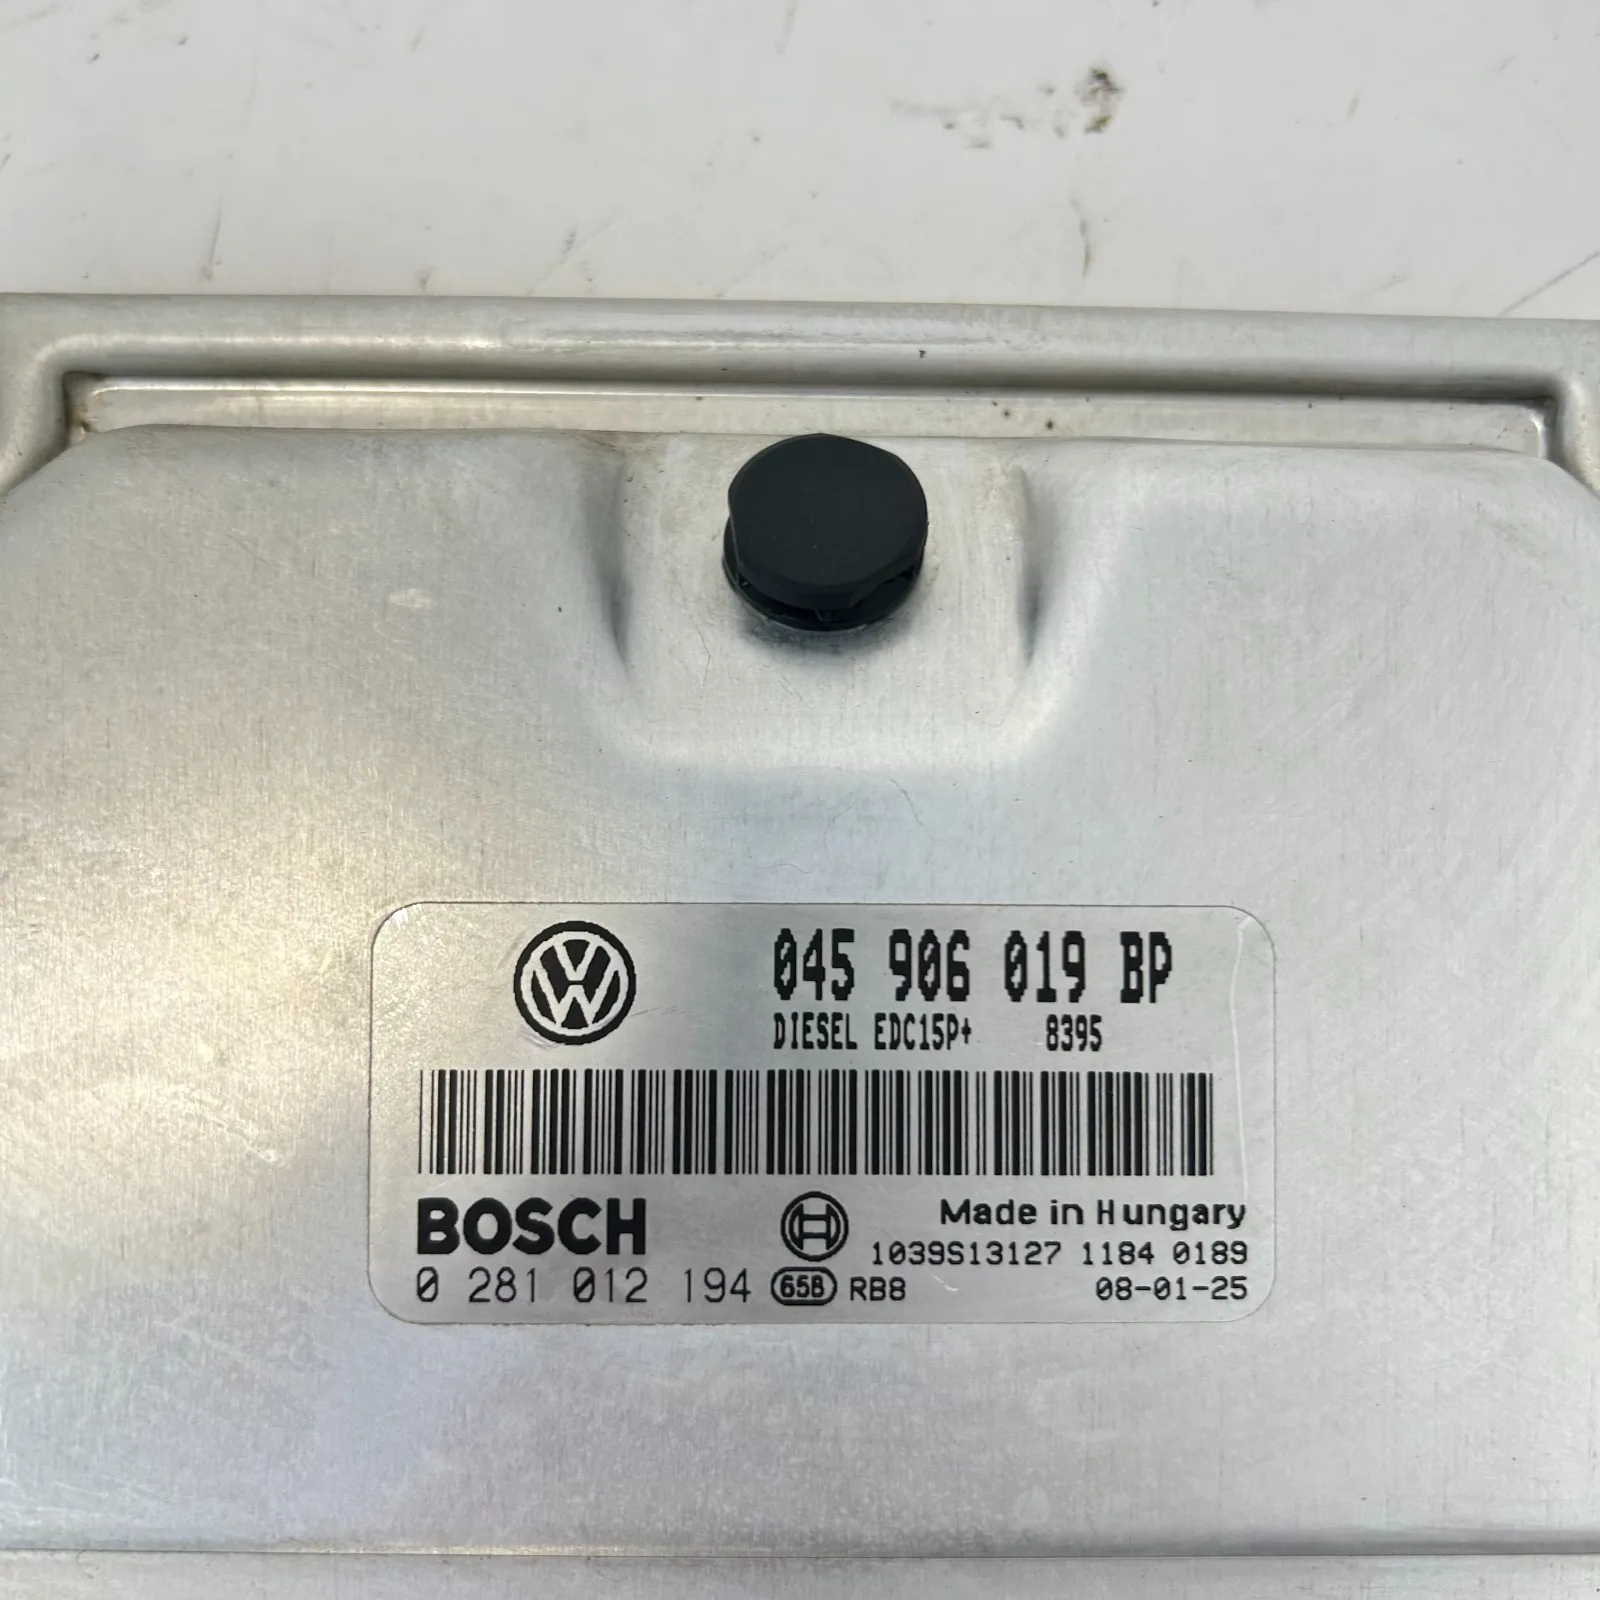 045 906 019 BP
DIESEL EDC15P+ 8395
BOSCH
Made in Hungary
1039S13127 1184 0189
0 281 012 194 65B RB8 08-01-25